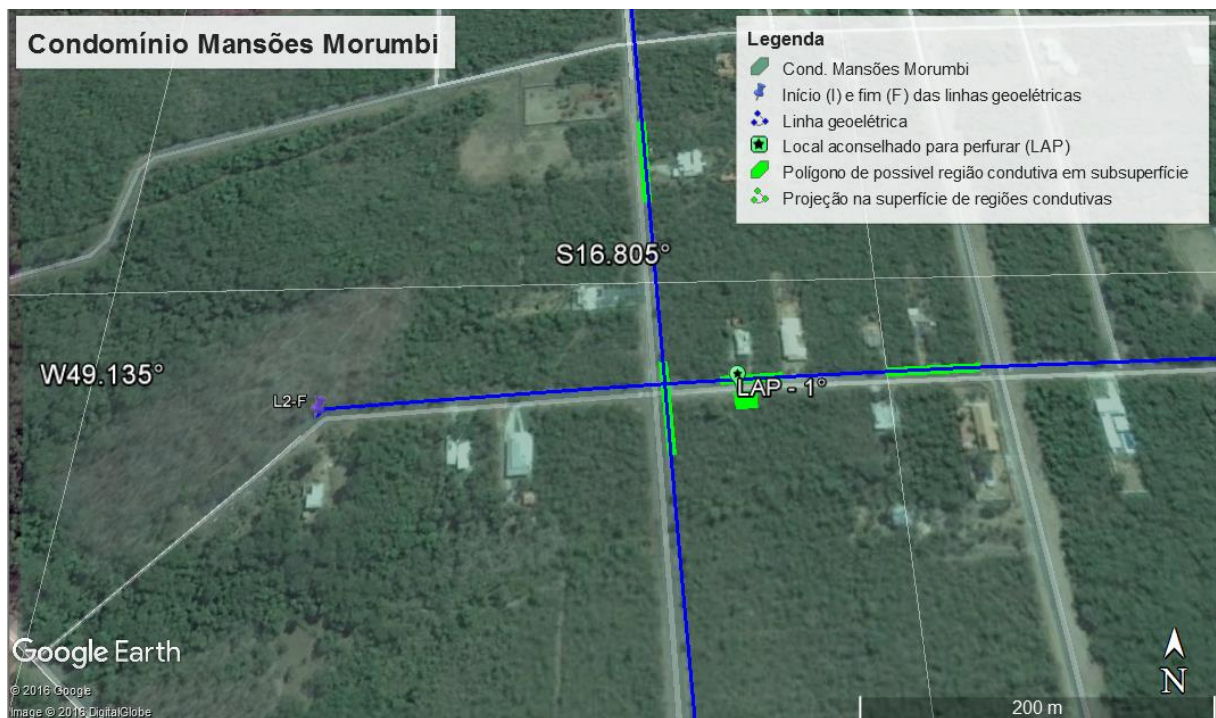 Condomínio Mansões Morumbi
Legenda
Cond. Mansões Morumbi
Início (I) e fim (F) das linhas geoelétricas
Linha geoelétrica
Local aconselhado para perfurar (LAP)
Polígono de possivel região condutiva em subsuperfície
Projeção na superfície de regiões condutivas
S16.805°
W49.135°
L2-F
LAP - 1°
Google Earth
© 2016 Google
Image © 2016 DigitalGlobe
N
200 m